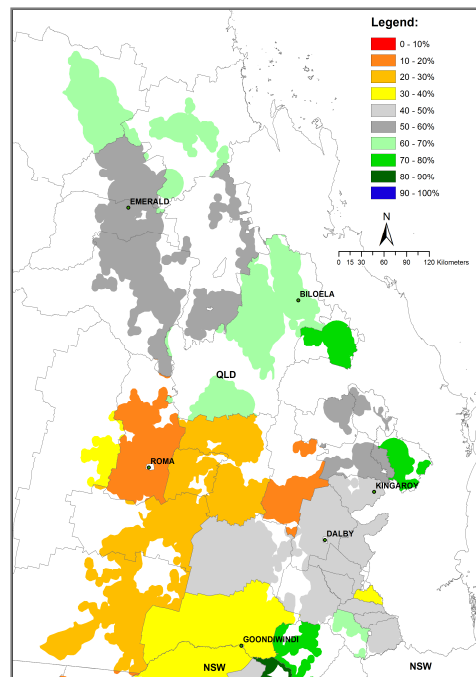 Legend:
0 - 10%
10 - 20%
20 - 30%
30 - 40%
40 - 50%
50 - 60%
60 - 70%
70 - 80%
80 - 90%
90 - 100%
N
0 15 30 60 90 120 Kilometers
EMERALD
BILOELA
QLD
ROMA
KINGAROY
DALBY
GOONDIWINDI
NSW
NSW